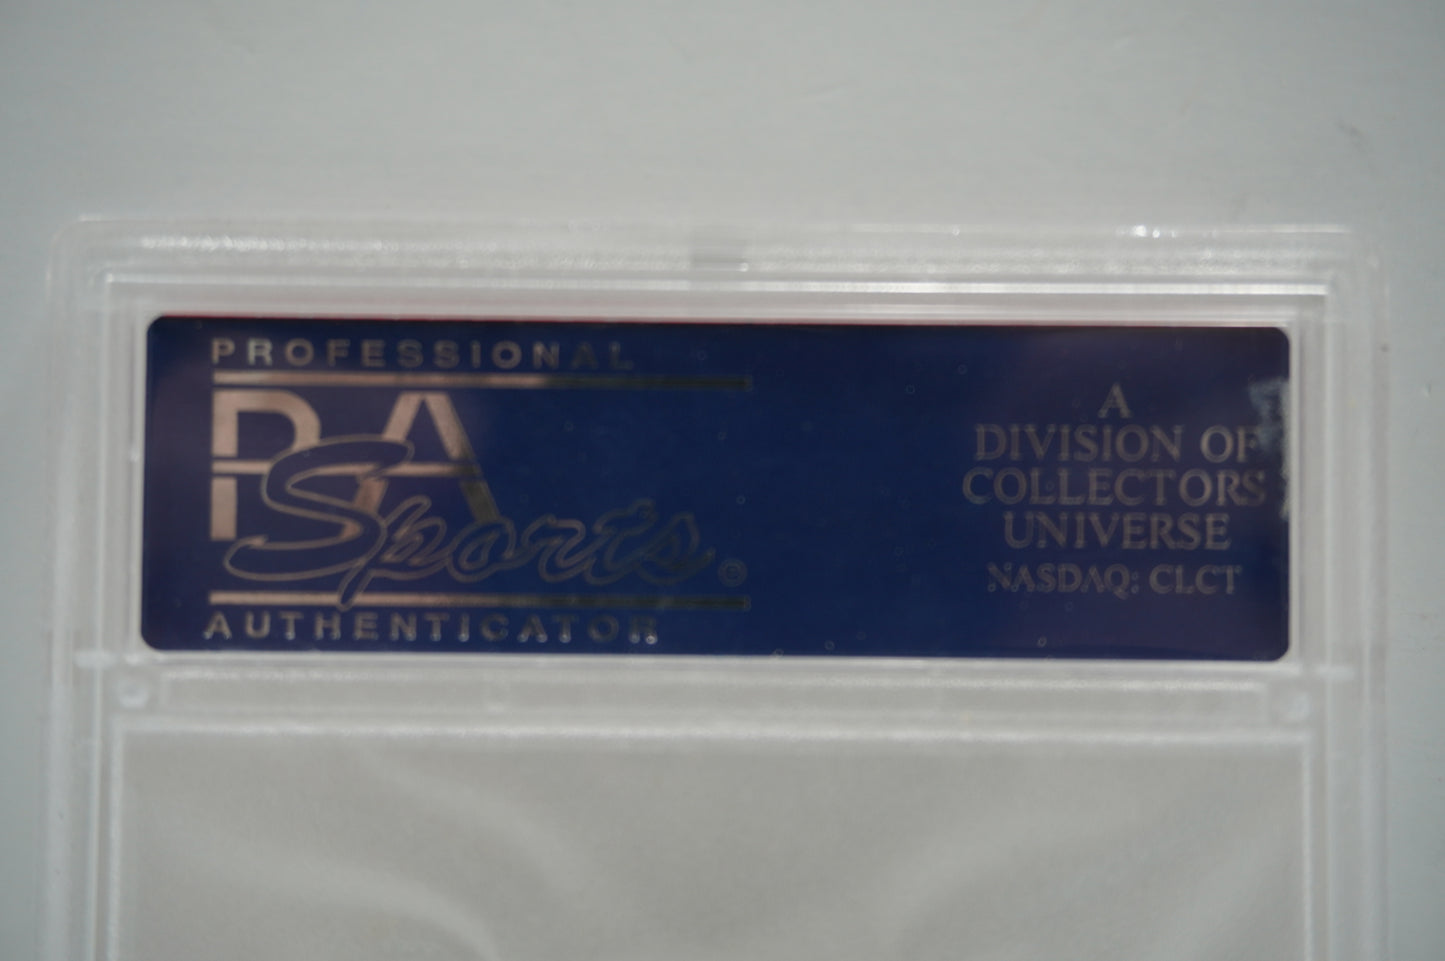 PROFESSIONAL
PSA
Sports ©
AUTHENTICATOR
A
DIVISION OF
COLLECTORS
UNIVERSE
NASDAQ: CLCT